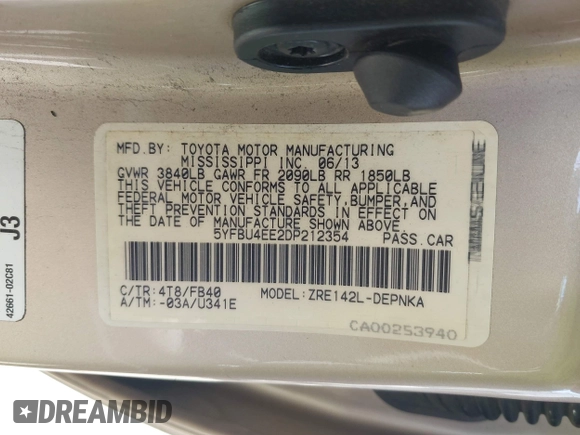 MFD.BY: TOYOTA MOTOR MANUFACTURING
MISSISSIPPI INC. 06/13
GVWR 3840LB GAWR FR 2090LB RR 1850LB
THIS VEHICLE CONFORMS TO ALL APPLICABLE
FEDERAL MOTOR VEHICLE SAFETY,BUMPER,AND
THEFT PREVENTION STANDARDS IN EFFECT ON
THE DATE OF MANUFACTURE SHOWN ABOVE.
5YFBU4EE2DP212354 PASS.CAR
C/TR:4T8/FB40 MODEL:ZRE142L-DEPNKA
A/TM:-03A/U341E
CA00253940
J3
42661-02C81
DREAMBID